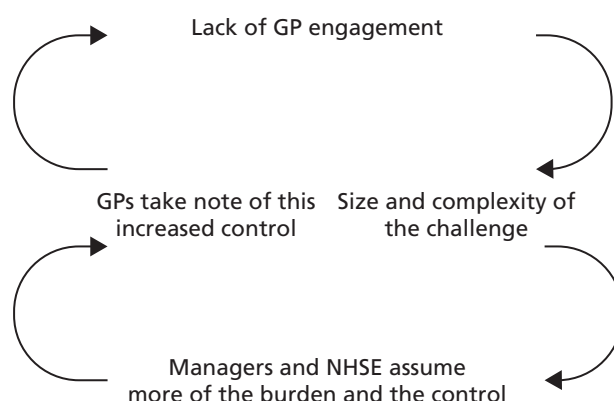 Lack of GP engagement
GPs take note of this
increased control
Size and complexity of
the challenge
Managers and NHSE assume
more of the burden and the control